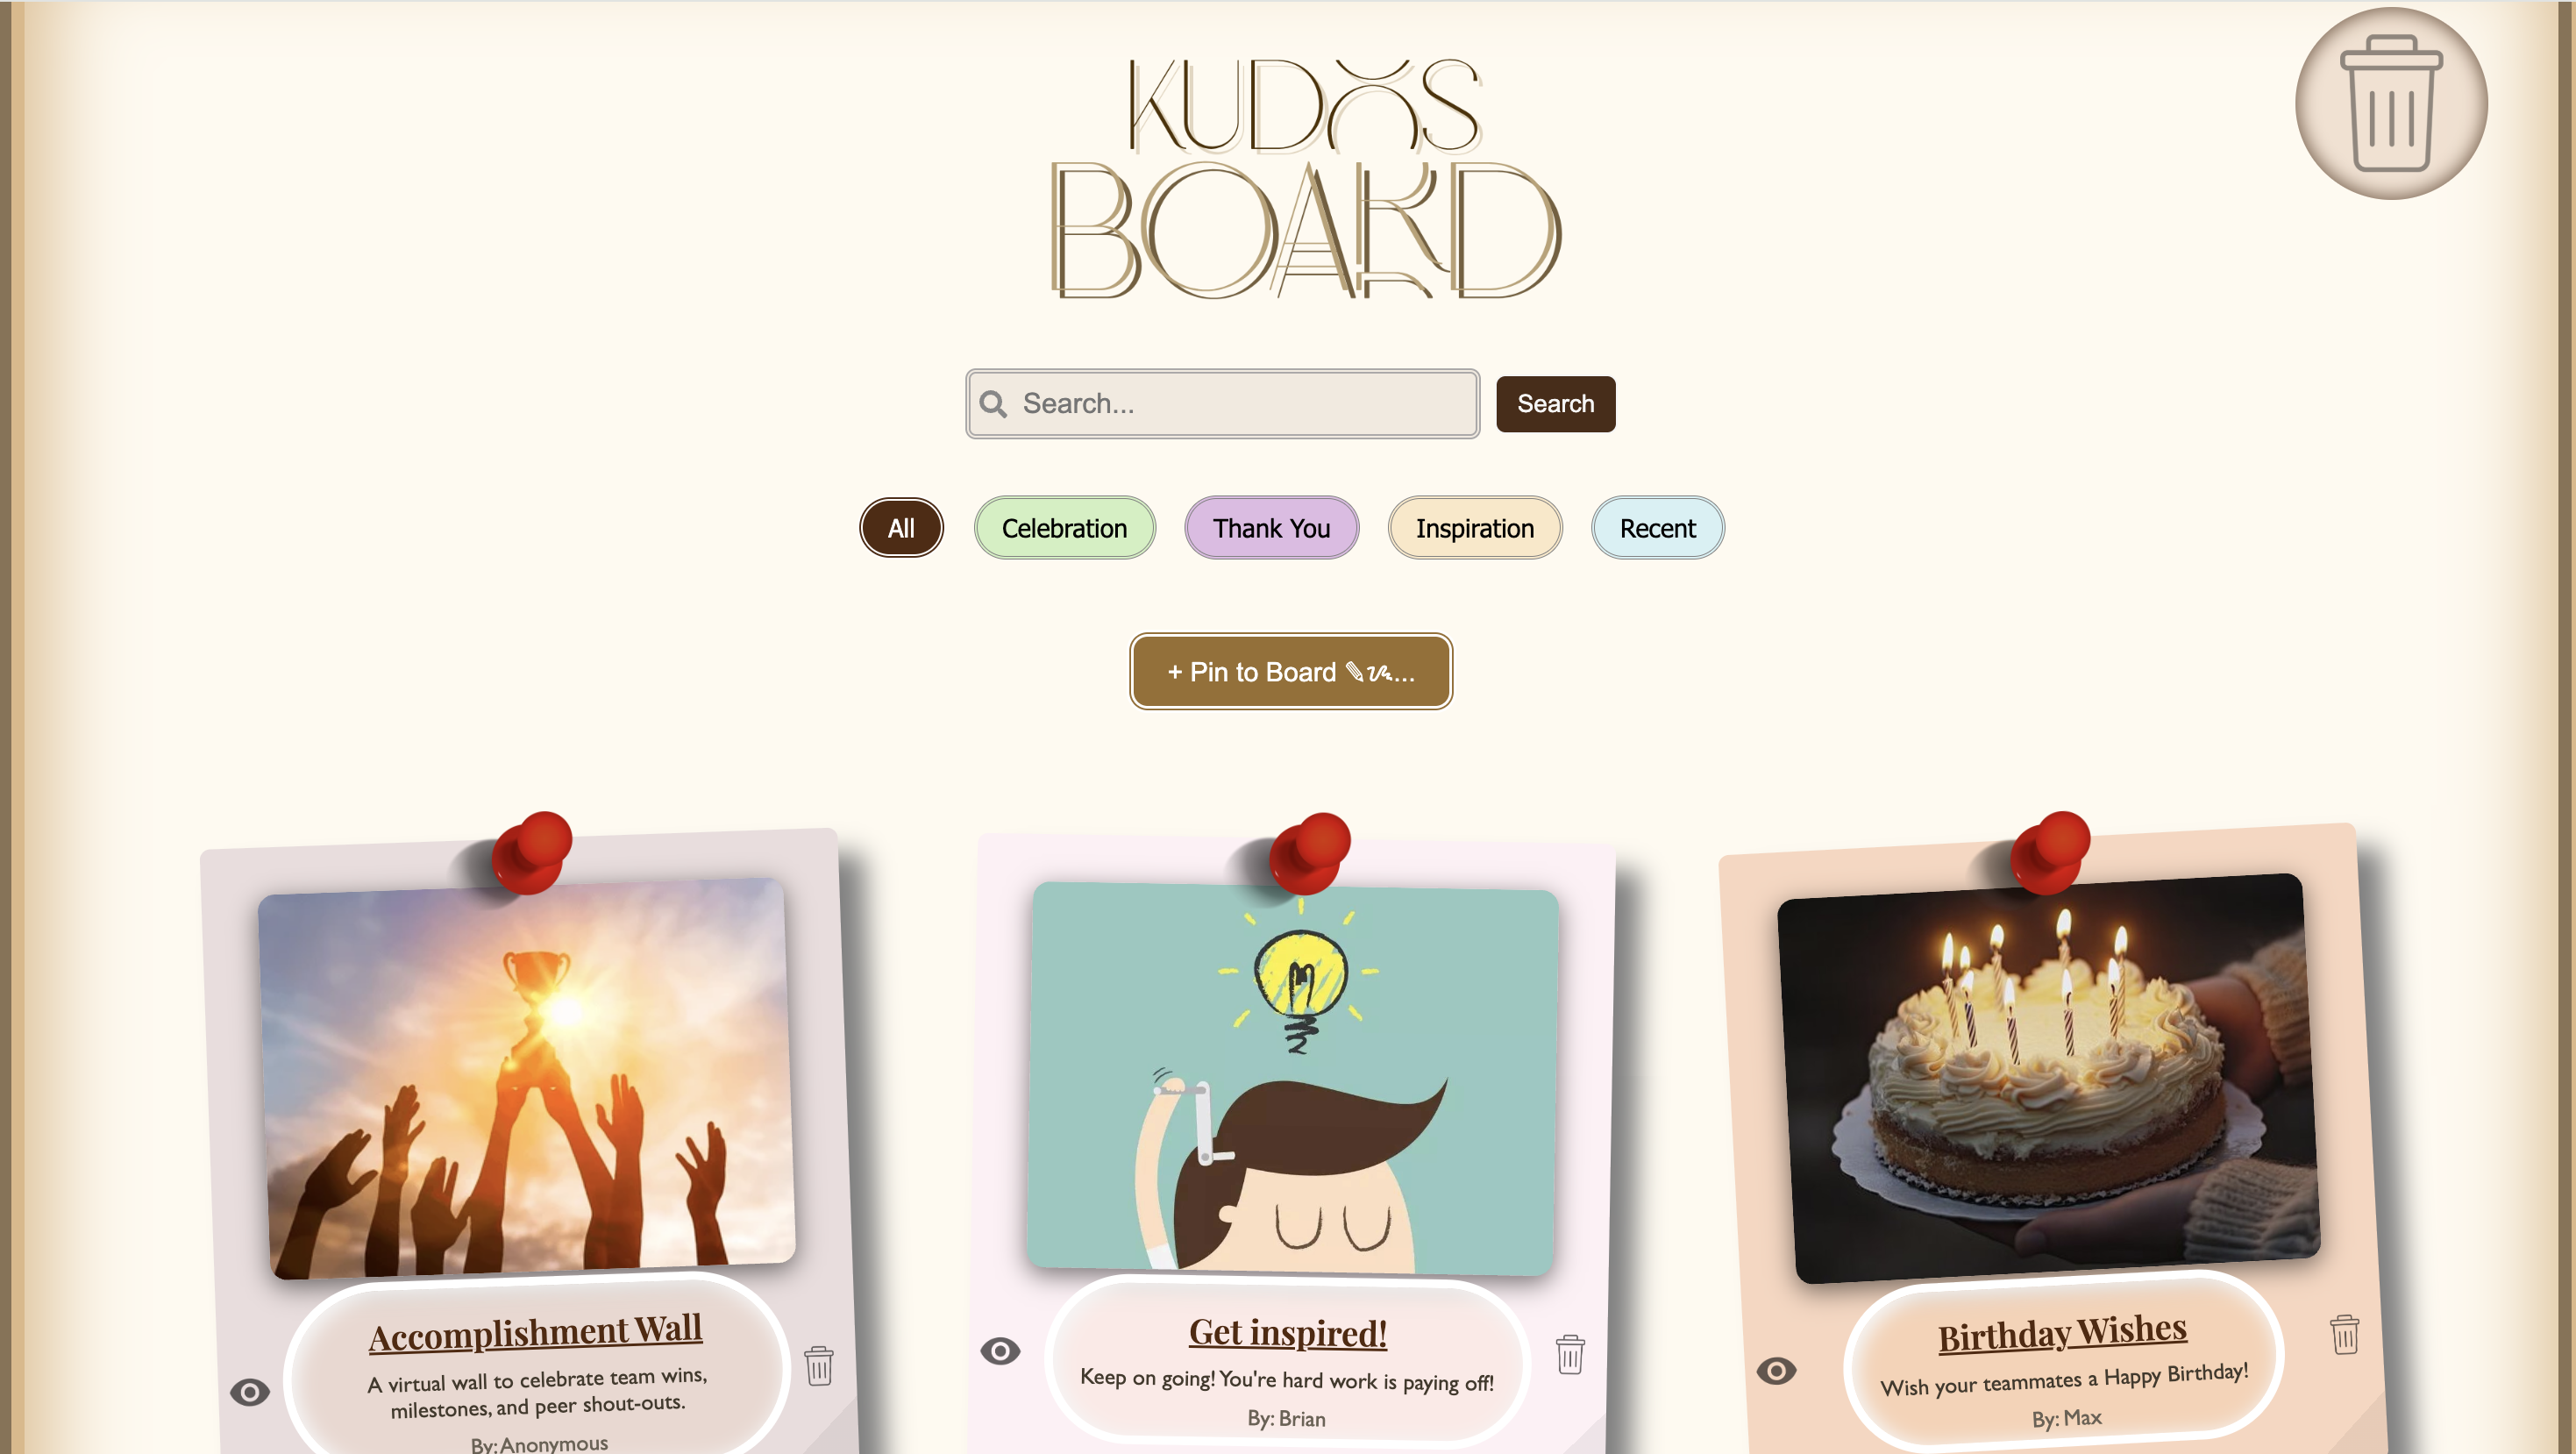 KUDOS
BOARD
Search...
Search
All
Celebration
Thank You
Inspiration
Recent
+ Pin to Board ...
Accomplishment Wall
A virtual wall to celebrate team wins,
milestones, and peer shout-outs.
By: Anonymous
Get inspired!
Keep on going! You're hard work is paying off!
By: Brian
Birthday Wishes
Wish your teammates a Happy Birthday!
By: Max